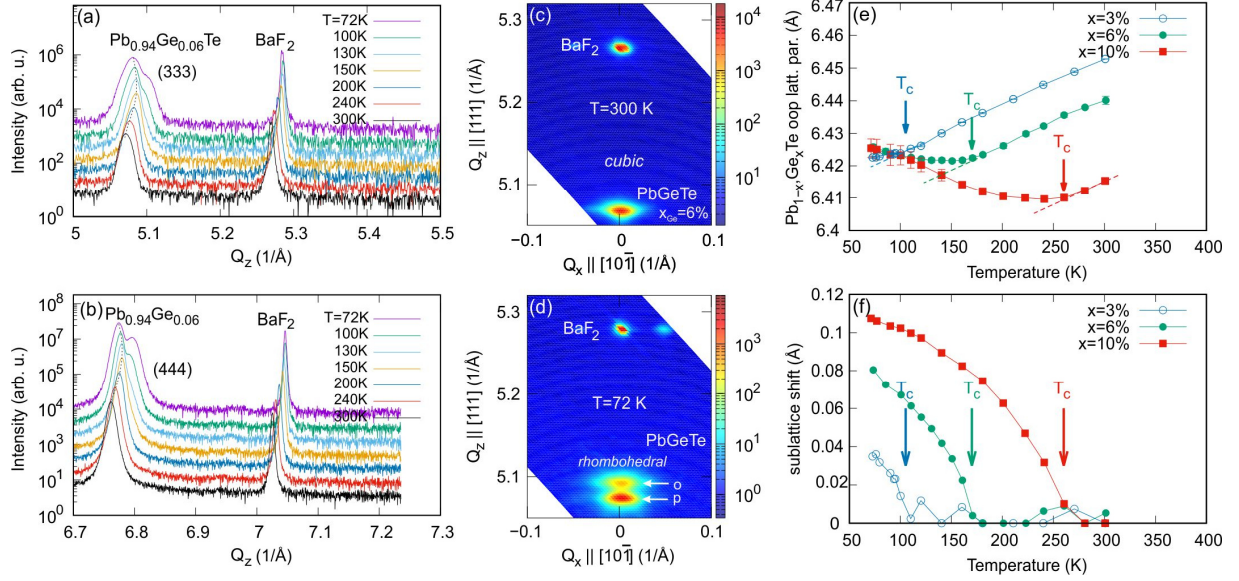 (a)
Pb0.94Ge0.06Te
(333)
BaF2
T=72K
100K
130K
150K
200K
240K
300K
Intensity (arb. u.)
10^6
10^4
10^2
10^0
5
5.1
5.2
5.3
5.4
5.5
Qz (1/Å)
(b)
Pb0.94Ge0.06
(444)
BaF2
T=72K
100K
130K
150K
200K
240K
300K
Intensity (arb. u.)
10^8
10^7
10^6
10^5
10^4
10^3
10^2
10^1
10^0
6.7
6.8
6.9
7
7.1
7.2
7.3
Qz (1/Å)
(c)
BaF2
T=300 K
cubic
PbGeTe
xGe=6%
Qz || [111] (1/Å)
5.3
5.2
5.1
−0.1
0
0.1
Qx || [101̄] (1/Å)
10^4
10^3
10^2
10^1
(d)
BaF2
T=72 K
PbGeTe
rhombohedral
o
p
Qz || [111] (1/Å)
5.3
5.2
5.1
−0.1
0
0.1
Qx || [101̄] (1/Å)
10^3
10^2
10^1
10^0
(e)
x=3%
x=6%
x=10%
Tc
Tc
Tc
Pb1−x,GexTe oop latt. par. (Å)
6.47
6.46
6.45
6.44
6.43
6.42
6.41
6.4
50
100
150
200
250
300
350
400
Temperature (K)
(f)
x=3%
x=6%
x=10%
Tc
Tc
Tc
sublattice shift (Å)
0.12
0.1
0.08
0.06
0.04
0.02
0
50
100
150
200
250
300
350
400
Temperature (K)